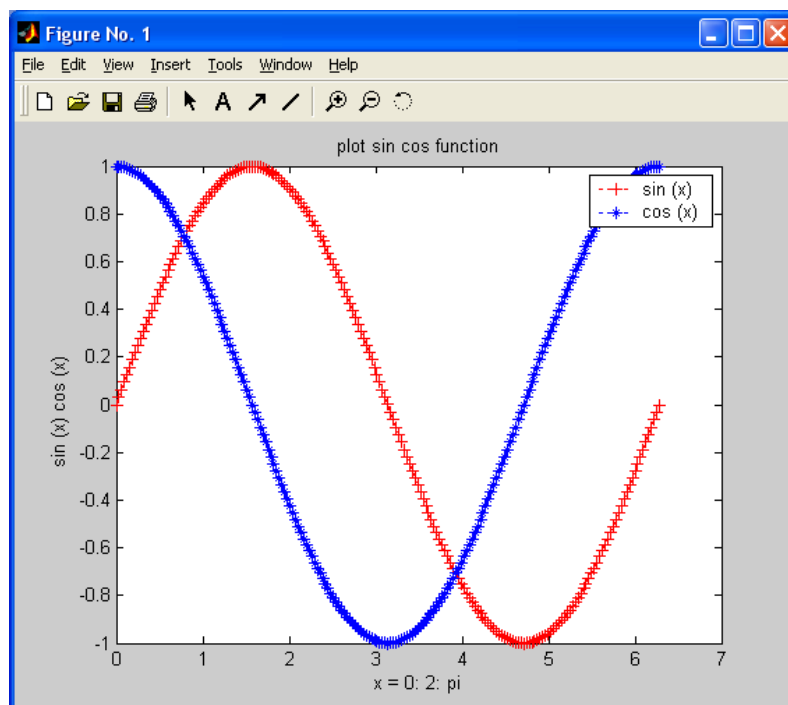 Figure No. 1
File Edit View Insert Tools Window Help
A
plot sin cos function
sin (x)
cos (x)
1
0.8
0.6
0.4
0.2
0
-0.2
-0.4
-0.6
-0.8
-1
sin (x) cos (x)
0 1 2 3 4 5 6 7
x = 0: 2: pi